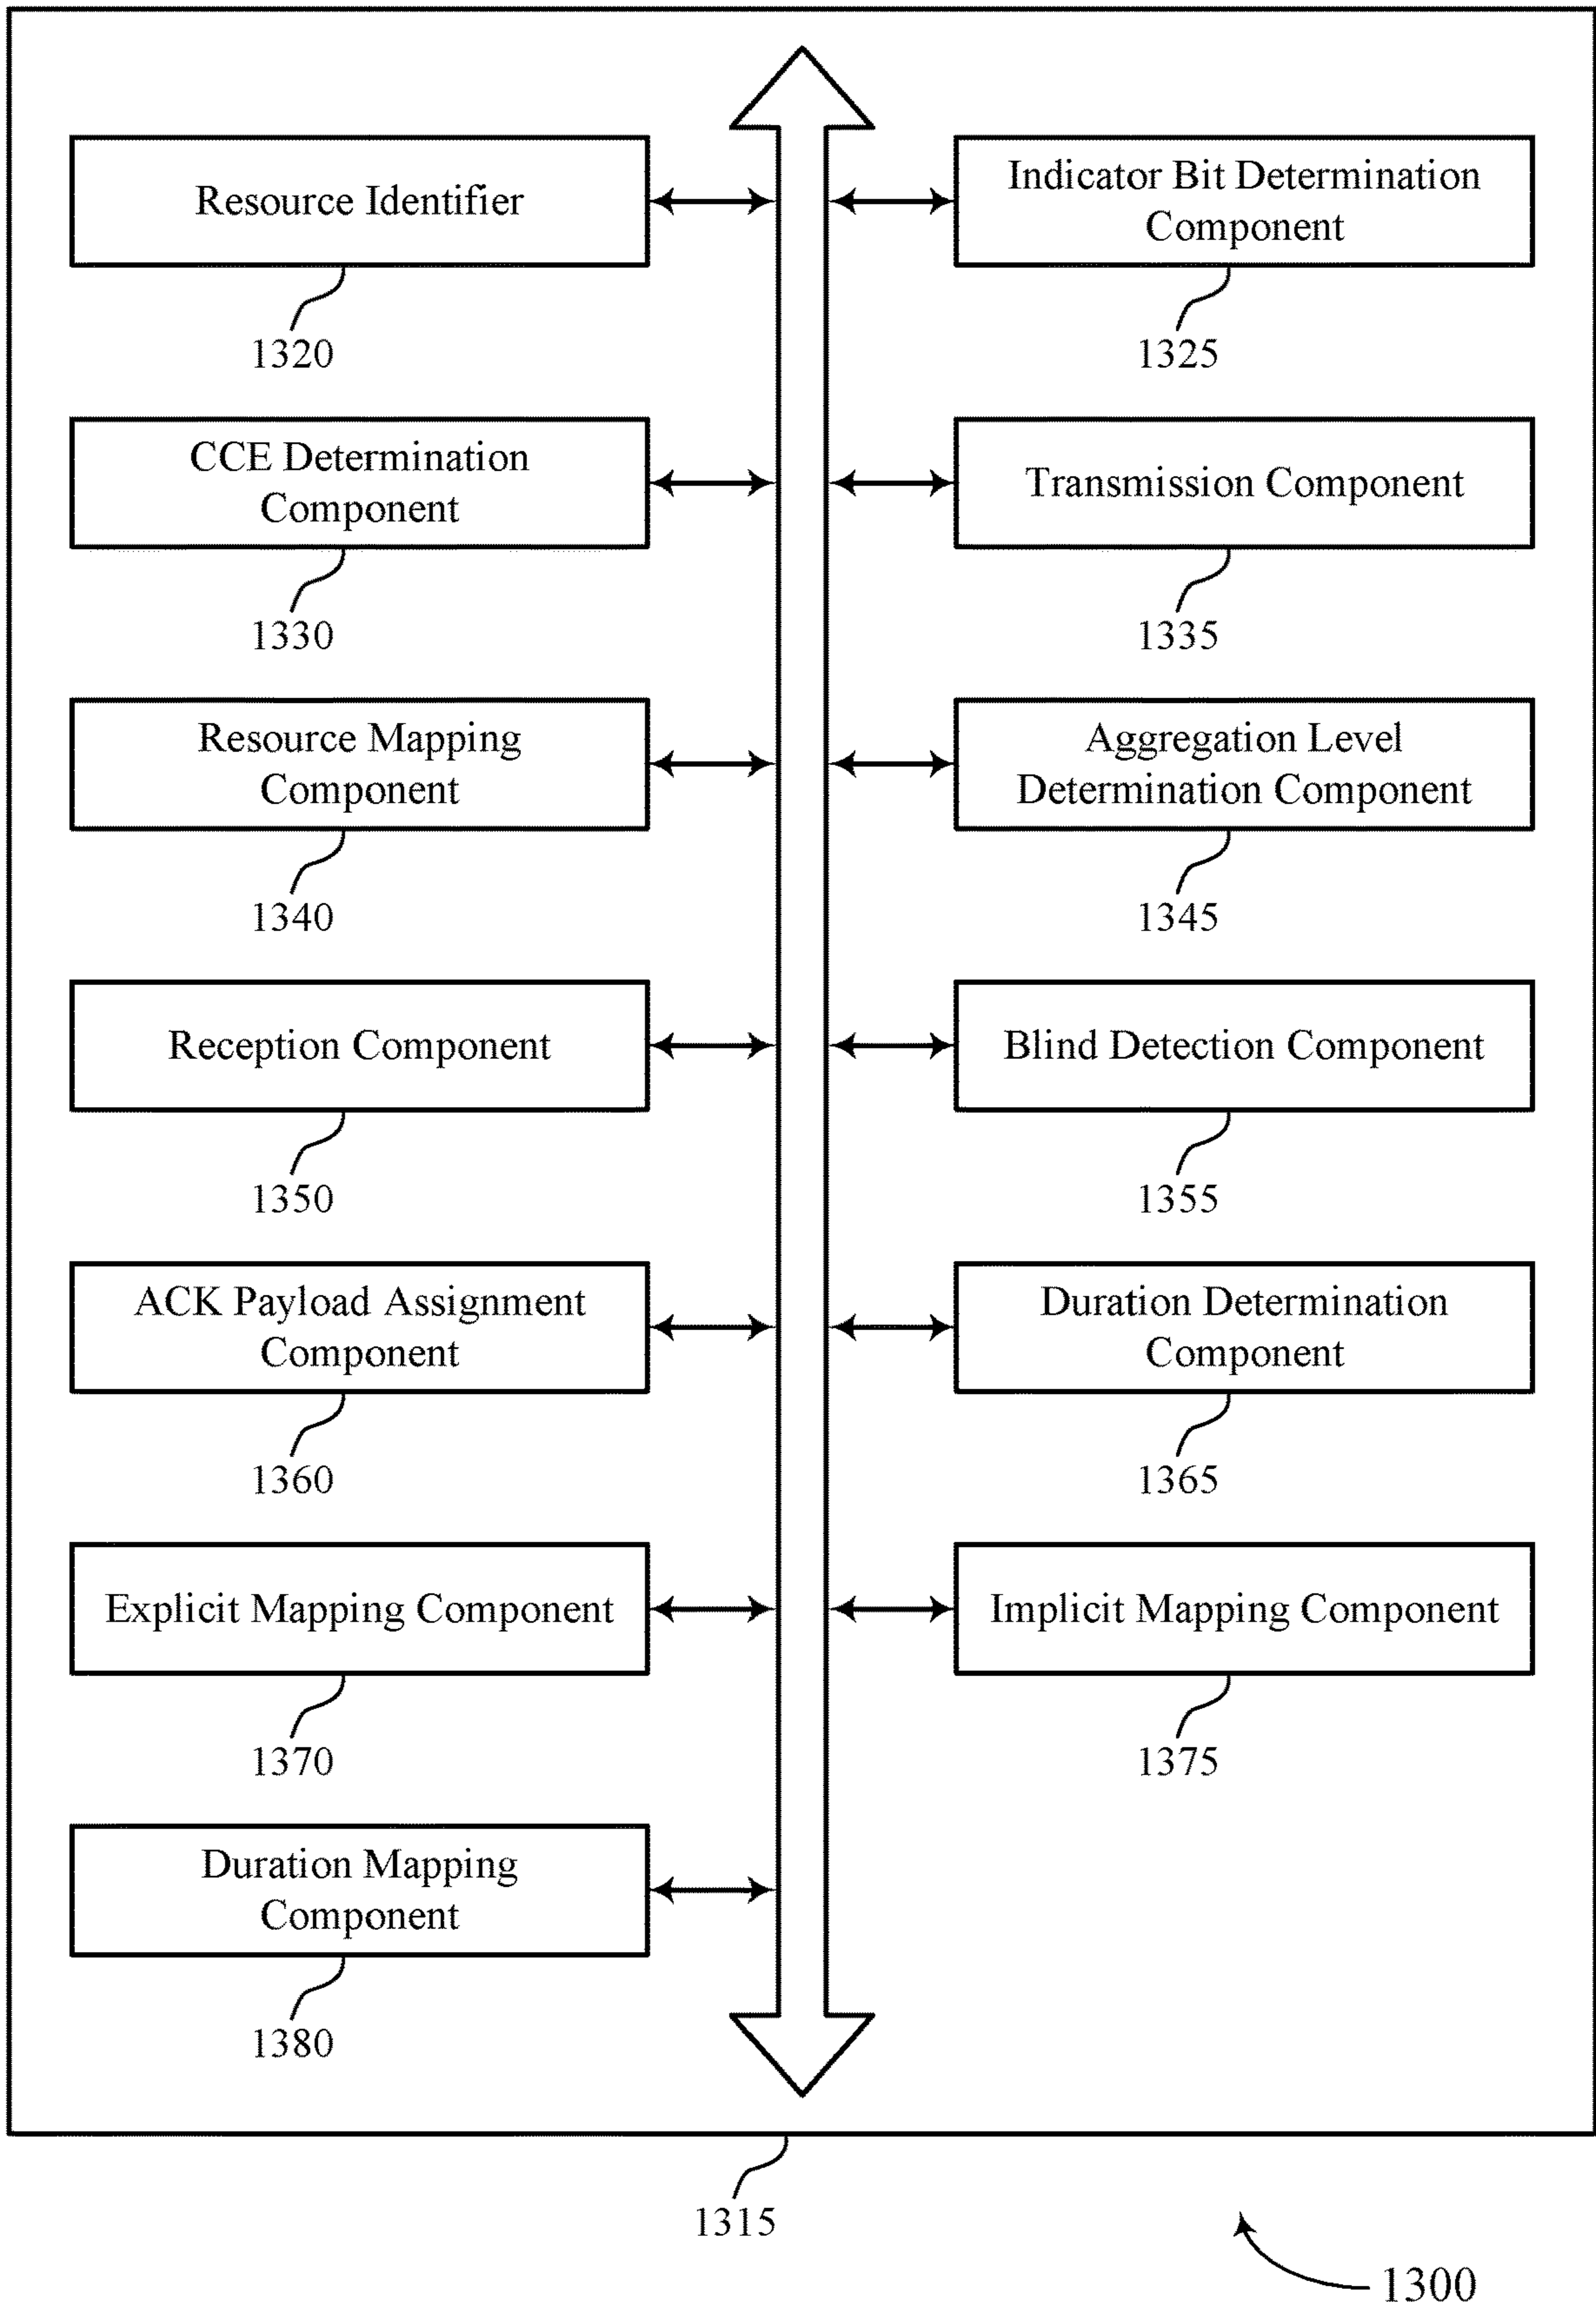 Resource Identifier
1320
Indicator Bit Determination
Component
1325
CCE Determination
Component
1330
Transmission Component
1335
Resource Mapping
Component
1340
Aggregation Level
Determination Component
1345
Reception Component
1350
Blind Detection Component
1355
ACK Payload Assignment
Component
1360
Duration Determination
Component
1365
Explicit Mapping Component
1370
Implicit Mapping Component
1375
Duration Mapping
Component
1380
1315
1300